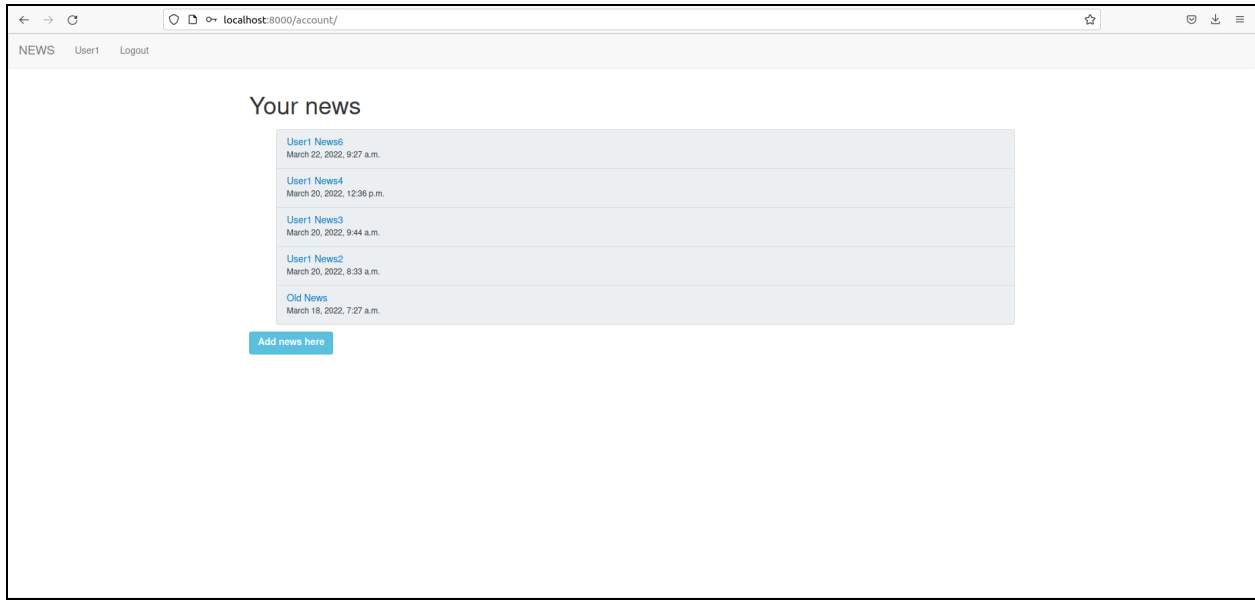 localhost:8000/account/
NEWS User1 Logout
Your news
User1 News6
March 22, 2022, 9:27 a.m.
User1 News4
March 20, 2022, 12:36 p.m.
User1 News3
March 20, 2022, 9:44 a.m.
User1 News2
March 20, 2022, 8:33 a.m.
Old News
March 18, 2022, 7:27 a.m.
Add news here